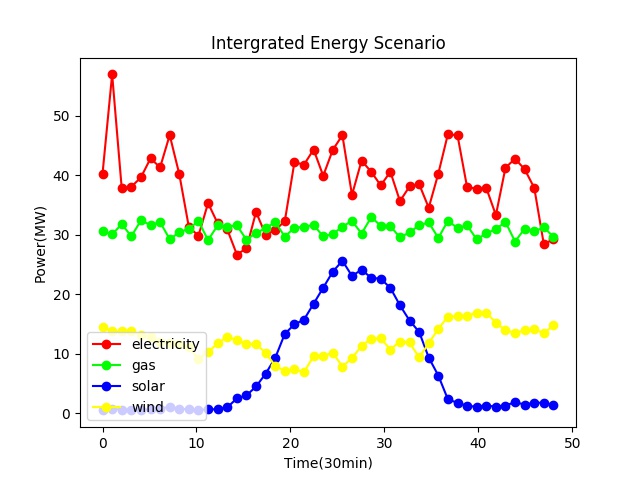 Intergrated Energy Scenario
Power(MW)
50
40
30
20
10
0
electricity
gas
solar
wind
0 10 20 30 40 50
Time(30min)